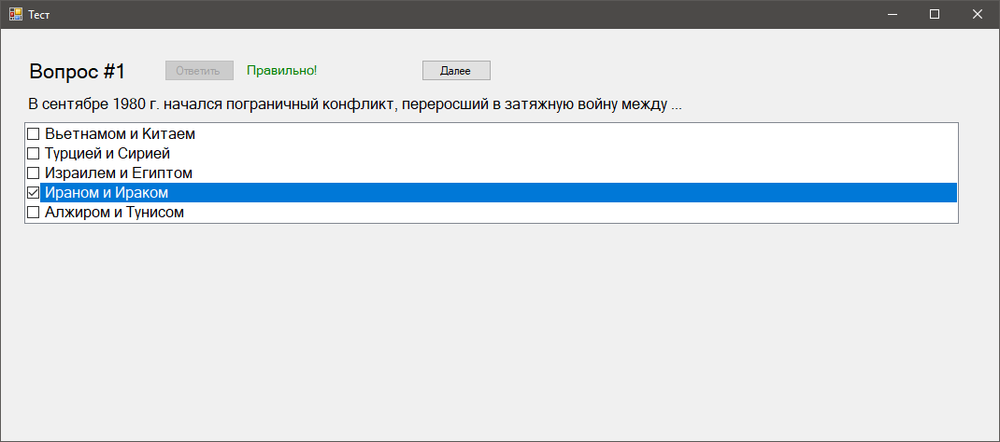 Тест
Вопрос #1 Ответить Правильно! Далее
В сентябре 1980 г. начался пограничный конфликт, переросший в затяжную войну между ...
Вьетнамом и Китаем
Турцией и Сирией
Израилем и Египтом
Ираном и Ираком
Алжиром и Тунисом